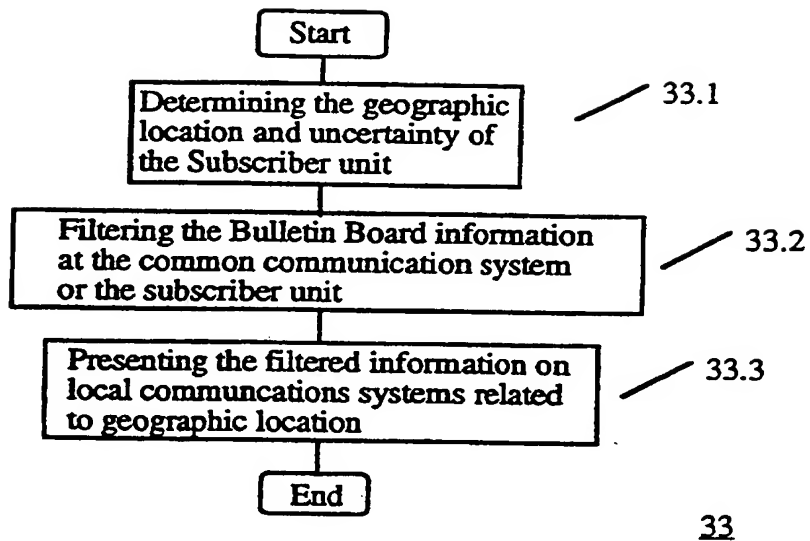 Start
Determining the geographic
location and uncertainty of
the Subscriber unit
33.1
Filtering the Bulletin Board information
at the common communication system
or the subscriber unit
33.2
Presenting the filtered information on
local communcations systems related
to geographic location
33.3
End
33